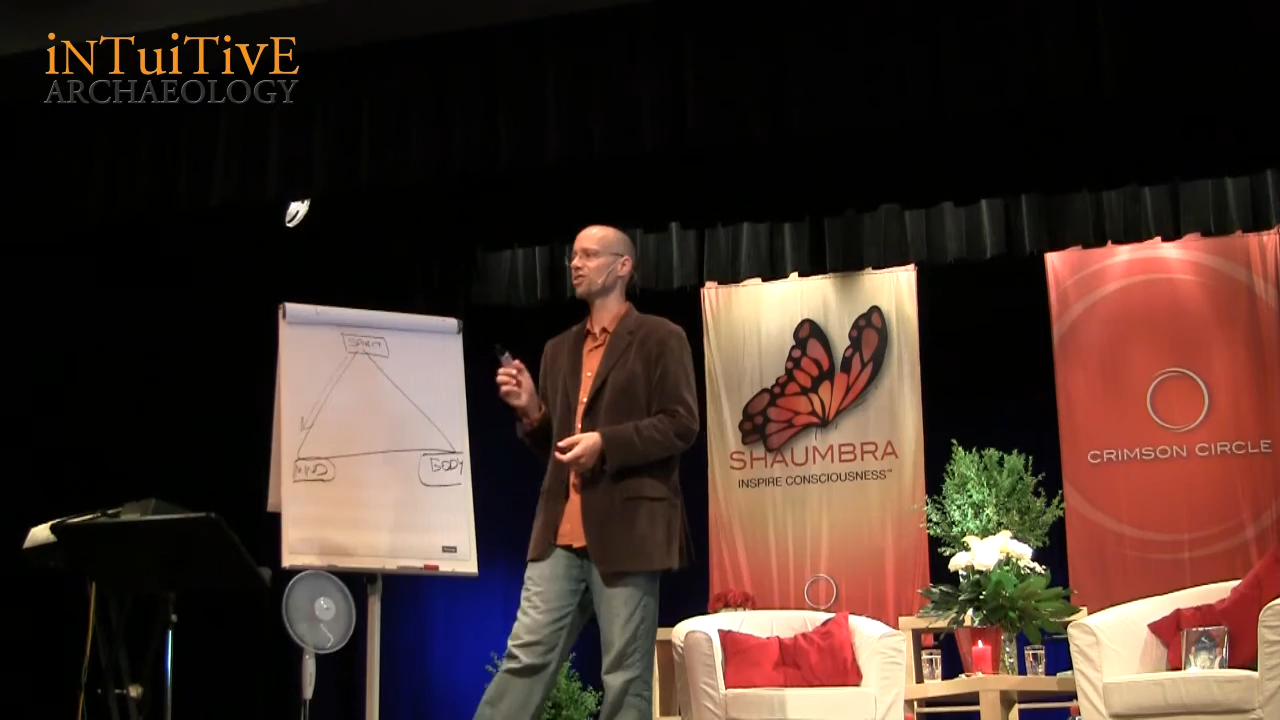 iNTuiTivE
ARCHAEOLOGY
SPIRIT
MIND
BODY
SHAUMBRA
INSPIRE CONSCIOUSNESS™
CRIMSON CIRCLE